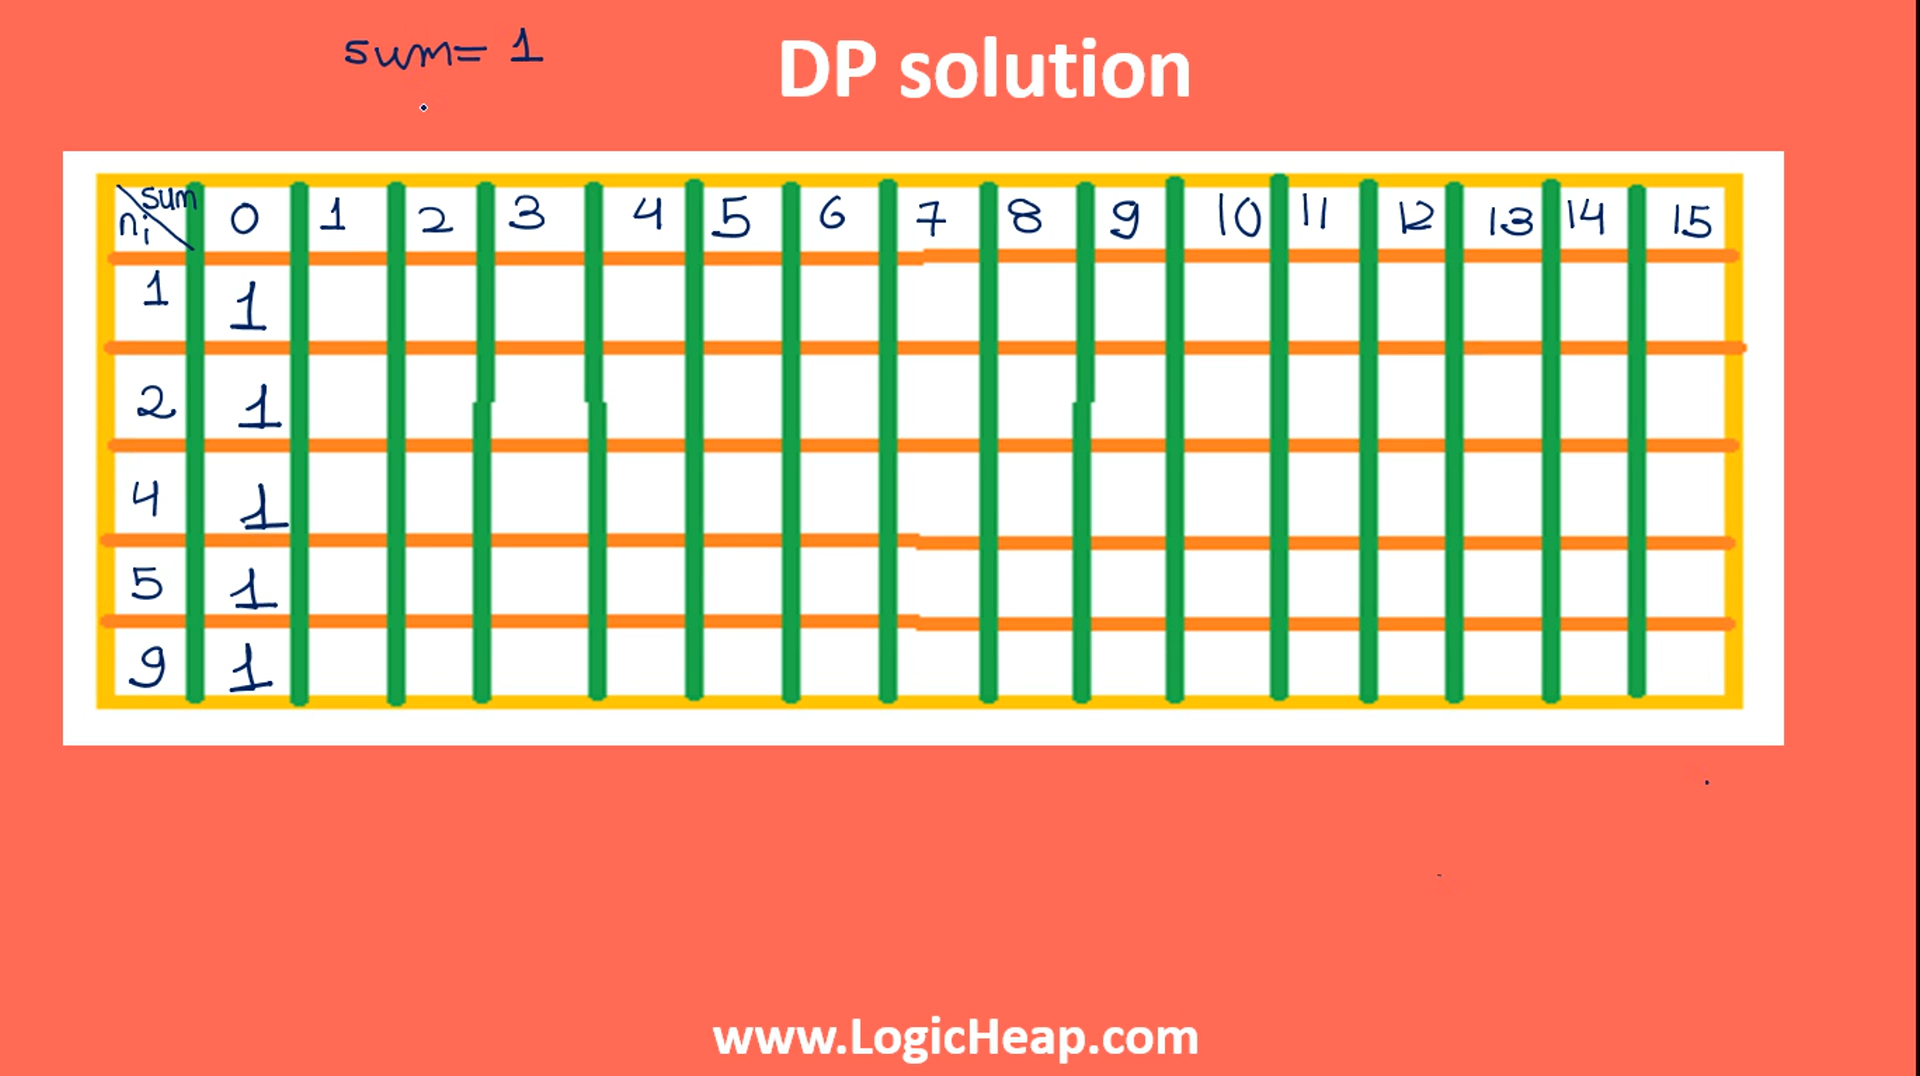 sum= 1
DP solution
sum
ni 0 1 2 3 4 5 6 7 8 9 10 11 12 13 14 15
1 1
2 1
4 1
5 1
9 1
www.LogicHeap.com